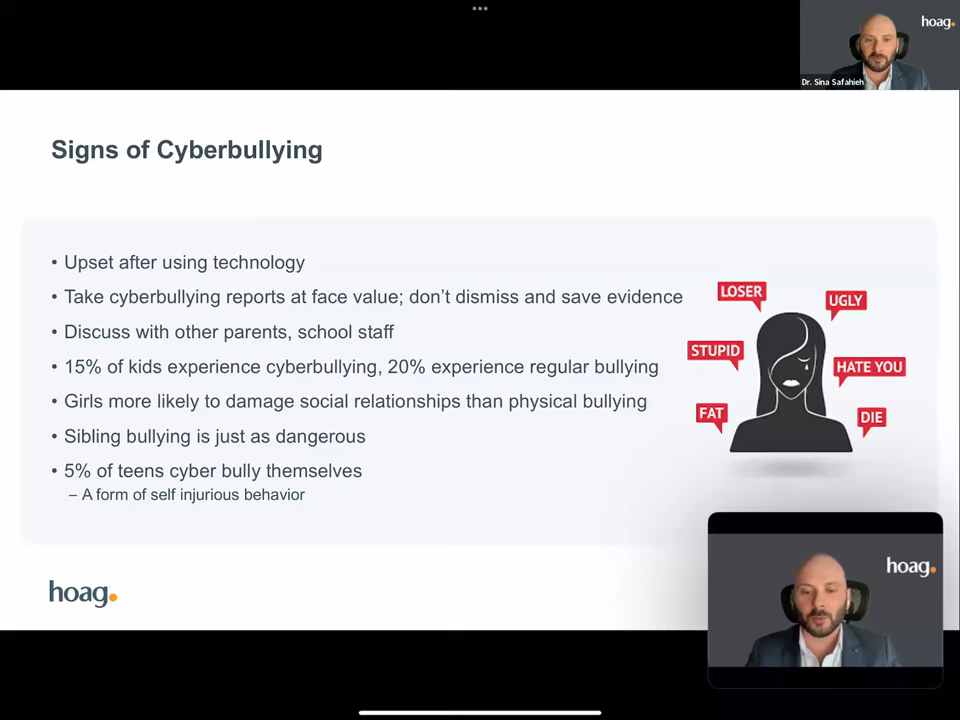 hoag.
Dr. Sina Safahieh
Signs of Cyberbullying
• Upset after using technology
• Take cyberbullying reports at face value; don't dismiss and save evidence
• Discuss with other parents, school staff
• 15% of kids experience cyberbullying, 20% experience regular bullying
• Girls more likely to damage social relationships than physical bullying
• Sibling bullying is just as dangerous
• 5% of teens cyber bully themselves
– A form of self injurious behavior
LOSER
UGLY
STUPID
HATE YOU
FAT
DIE
hoag.
hoag.